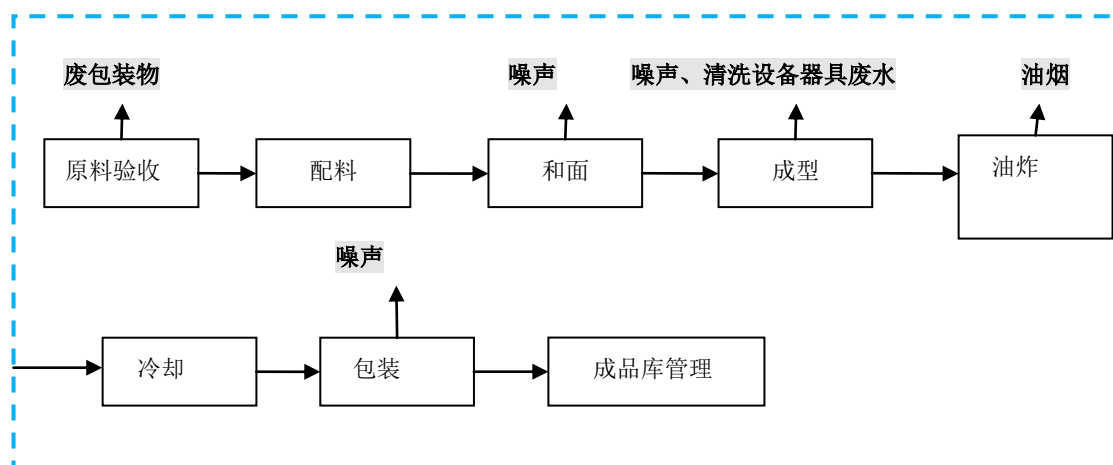 废包装物
噪声
噪声、清洗设备器具废水
油烟
原料验收
配料
和面
成型
油炸
噪声
冷却
包装
成品库管理